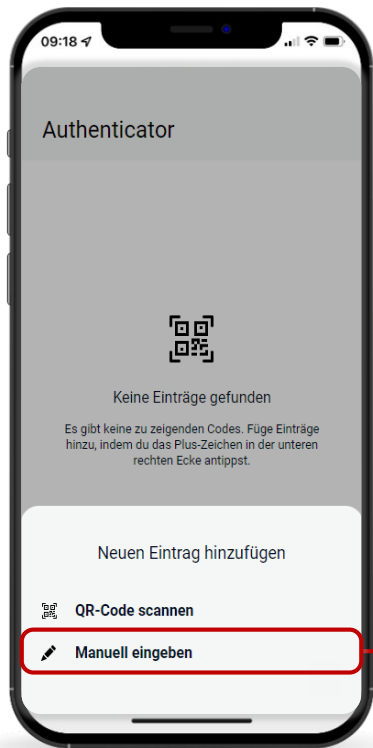 09:18
Authenticator
Keine Einträge gefunden
Es gibt keine zu zeigenden Codes. Füge Einträge
hinzu, indem du das Plus-Zeichen in der unteren
rechten Ecke antippst.
Neuen Eintrag hinzufügen
QR-Code scannen
Manuell eingeben